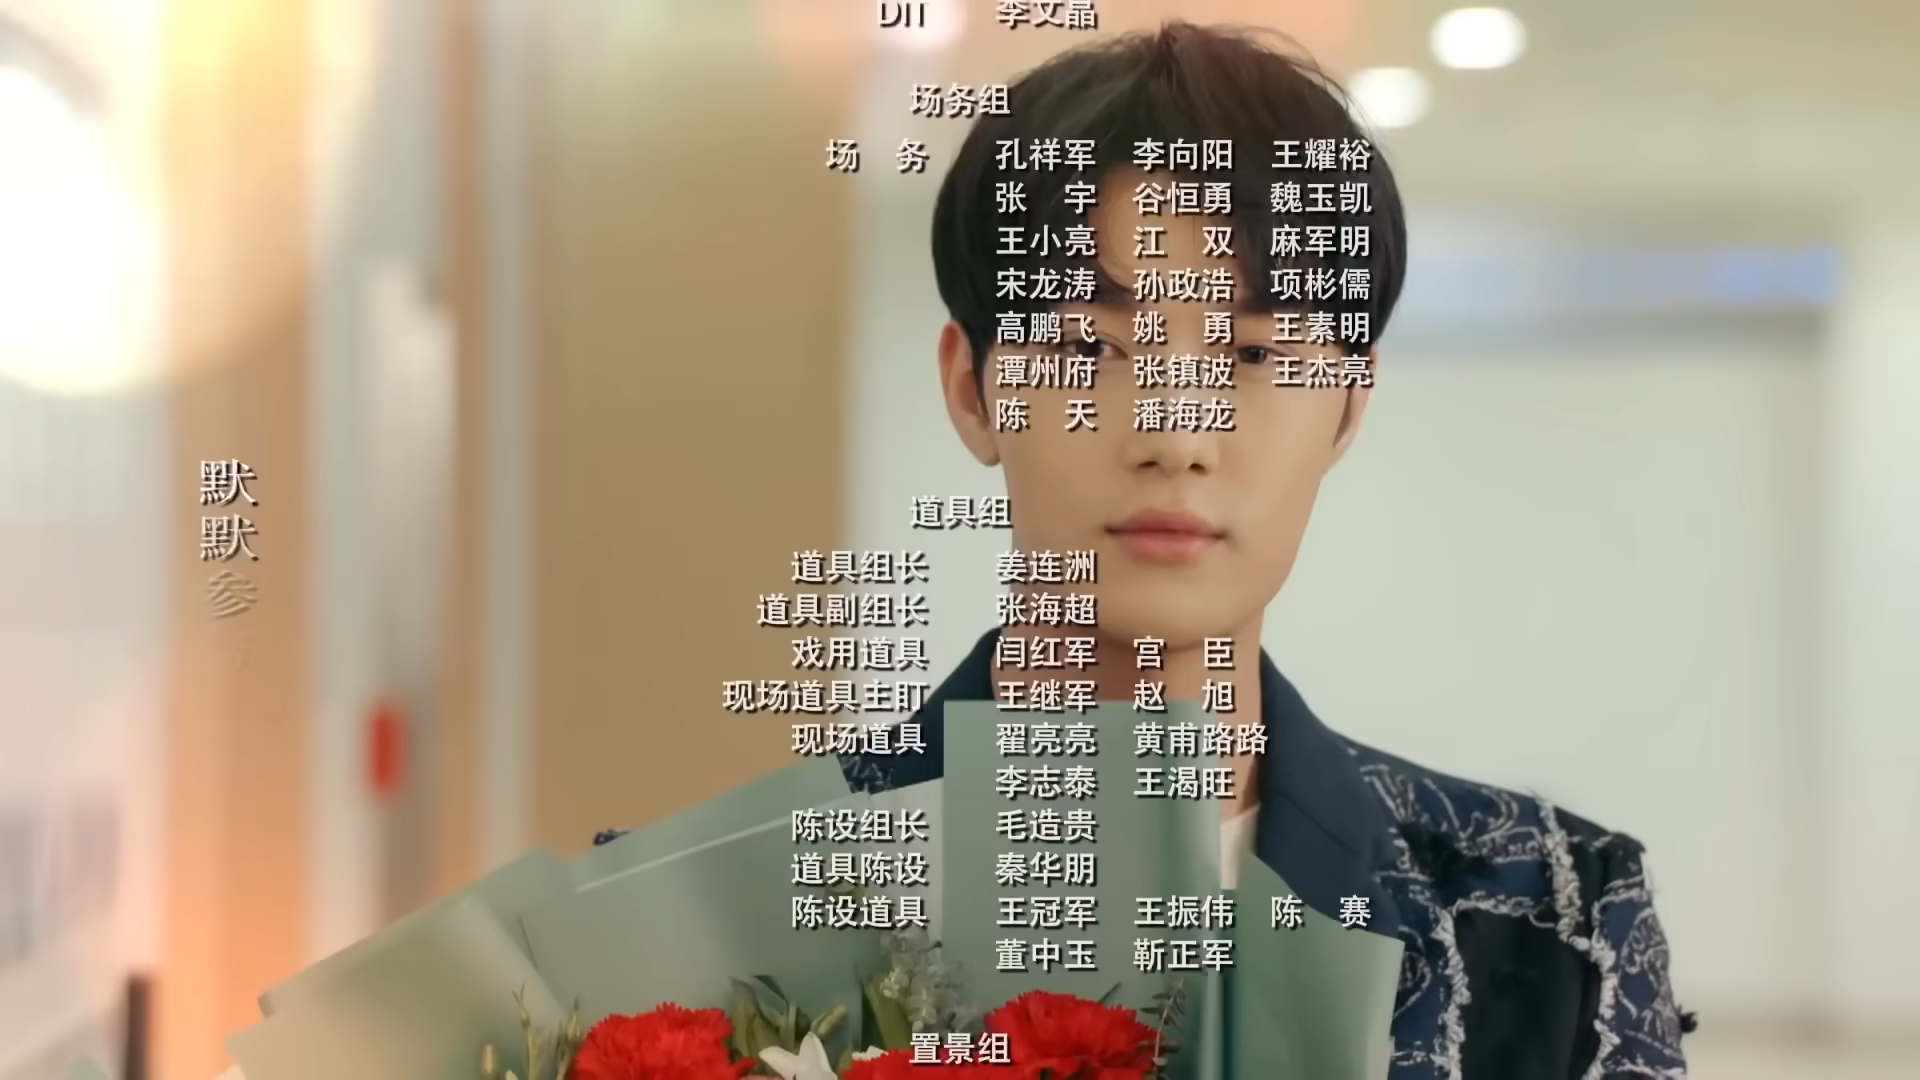 DIT 李文晶
场务组
场 务 孔祥军 李向阳 王耀裕
张 宇 谷恒勇 魏玉凯
王小亮 江 双 麻军明
宋龙涛 孙政浩 项彬儒
高鹏飞 姚 勇 王素明
潭州府 张镇波 王杰亮
陈 天 潘海龙
默默参
道具组
道具组长 姜连洲
道具副组长 张海超
戏用道具 闫红军 宫 臣
现场道具主盯 王继军 赵 旭
现场道具 翟亮亮 黄甫路路
李志泰 王渴旺
陈设组长 毛造贵
道具陈设 秦华朋
陈设道具 王冠军 王振伟 陈 赛
董中玉 靳正军
置景组